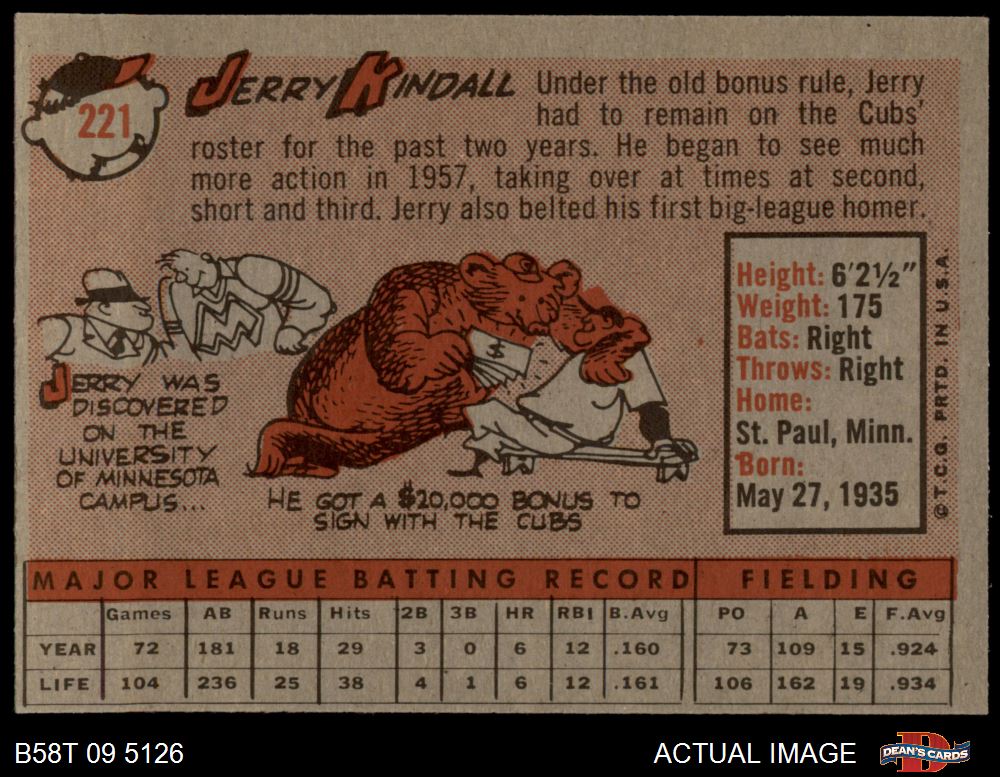 221
JERRY KINDALL
Under the old bonus rule, Jerry
had to remain on the Cubs'
roster for the past two years. He began to see much
more action in 1957, taking over at times at second,
short and third. Jerry also belted his first big-league homer.
JERRY WAS
DISCOVERED
ON THE
UNIVERSITY
OF MINNESOTA
CAMPUS...
$
HE GOT A $20,000 BONUS TO
SIGN WITH THE CUBS
Height: 6'2½"
Weight: 175
Bats: Right
Throws: Right
Home:
St. Paul, Minn.
Born:
May 27, 1935
© T.C.G. PRTD. IN U.S.A.
MAJOR LEAGUE BATTING RECORD FIELDING
Games AB Runs Hits 2B 3B HR RBI B.Avg PO A E F.Avg
YEAR 72 181 18 29 3 0 6 12 .160 73 109 15 .924
LIFE 104 236 25 38 4 1 6 12 .161 106 162 19 .934
B58T 09 5126 ACTUAL IMAGE DEAN'S CARDS